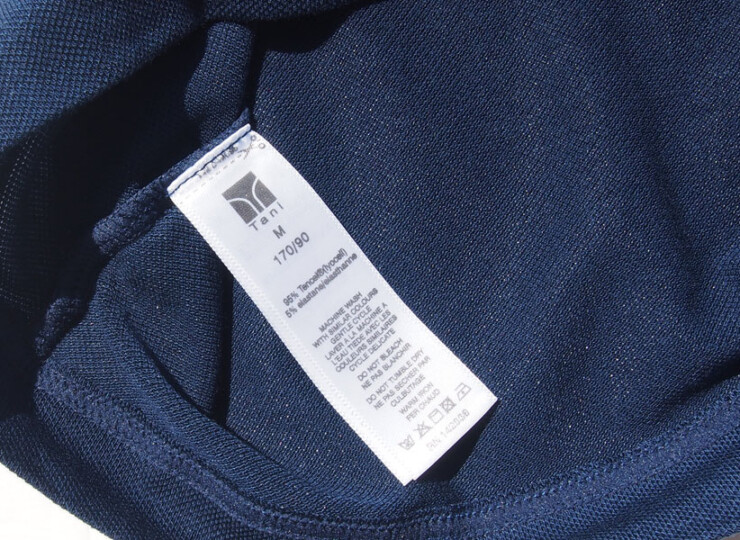 Tani
M
170/90
95% Tencel®(lyocell)
5% elastane/elasthanne
MACHINE WASH
WITH SIMILAR COLOURS
GENTLE CYCLE
LAVER A LA MACHINE A
L'EAU TIEDE AVEC LES
COULEURS SIMILAIRES
CYCLE DELICATE
DO NOT BLEACH
NE PAS BLANCHIR
DO NOT TUMBLE DRY
NE PAS SECHER PAR
CULBUTAGE
WARM IRON
FER CHAUD